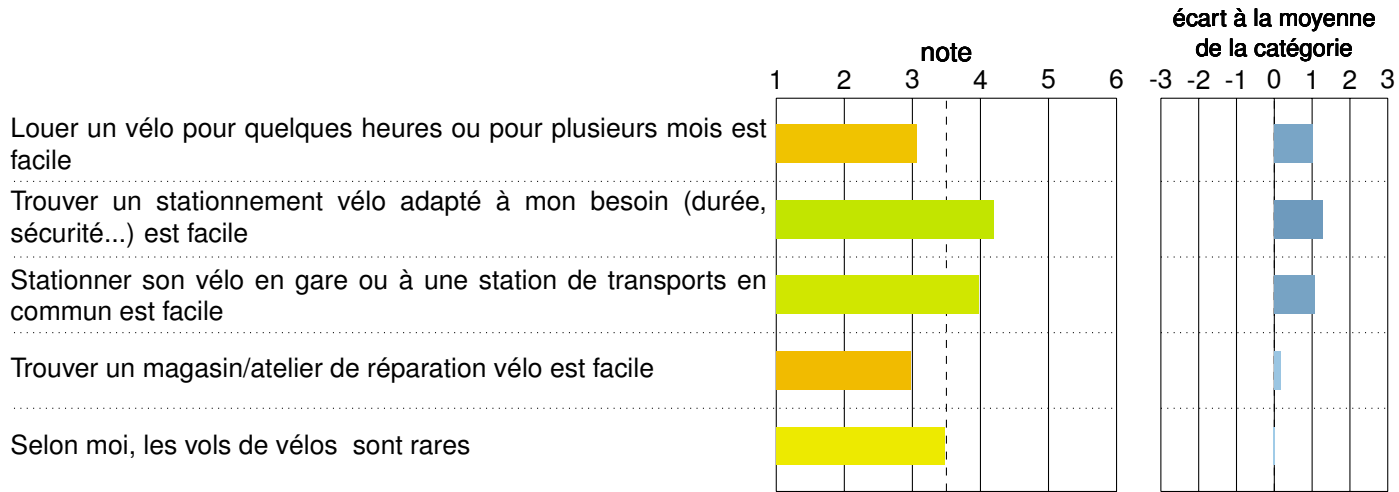 écart à la moyenne
note de la catégorie
1 2 3 4 5 6 -3 -2 -1 0 1 2 3
Louer un vélo pour quelques heures ou pour plusieurs mois est
facile
Trouver un stationnement vélo adapté à mon besoin (durée,
sécurité...) est facile
Stationner son vélo en gare ou à une station de transports en
commun est facile
Trouver un magasin/atelier de réparation vélo est facile
Selon moi, les vols de vélos sont rares